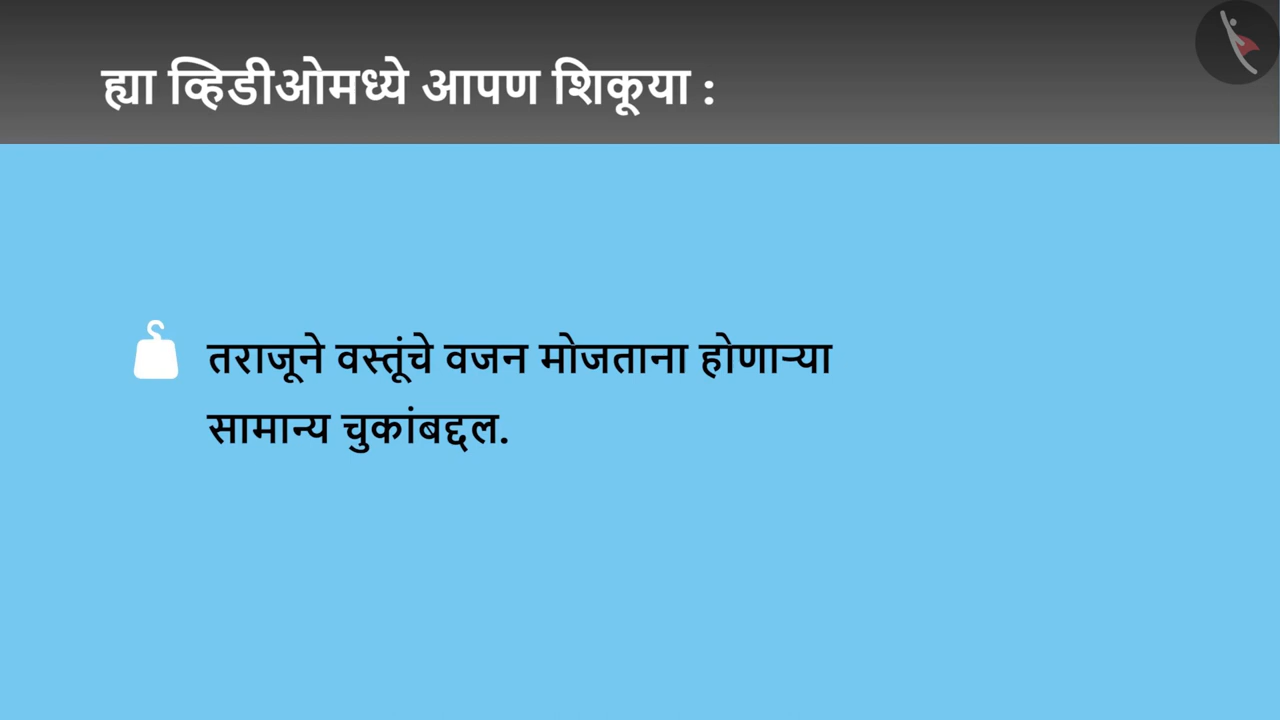 ह्या व्हिडीओमध्ये आपण शिकूया :
तराजूने वस्तूंचे वजन मोजताना होणाऱ्या
सामान्य चुकांबद्दल.